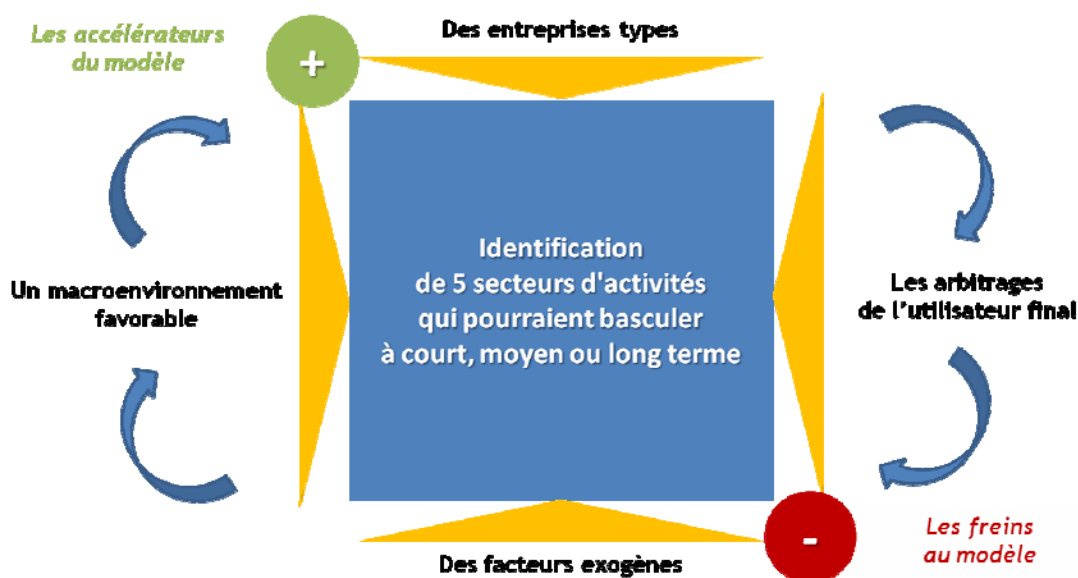 Les accélérateurs
du modèle
+
Des entreprises types
Identification
de 5 secteurs d'activités
qui pourraient basculer
à court, moyen ou long terme
Un macroenvironnement
favorable
Les arbitrages
de l'utilisateur final
-
Les freins
au modèle
Des facteurs exogènes